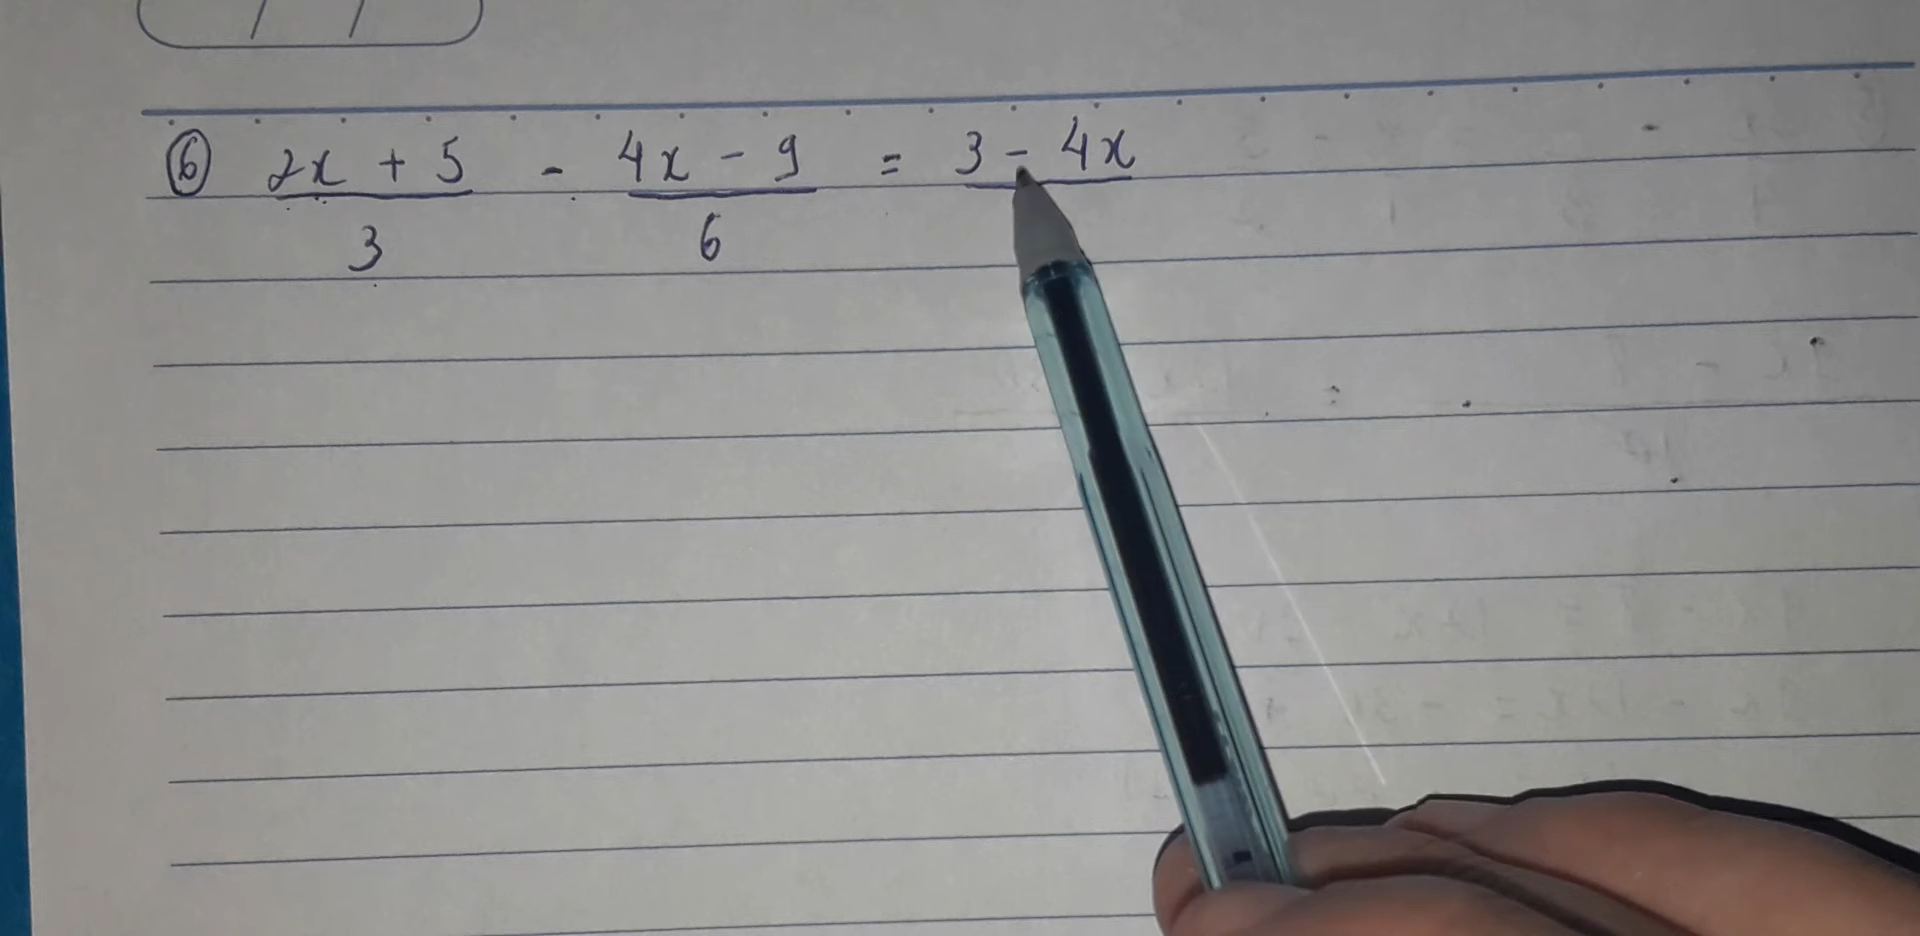 ⑥ 2x + 5 - 4x - 9 = 3 - 4x
3 6